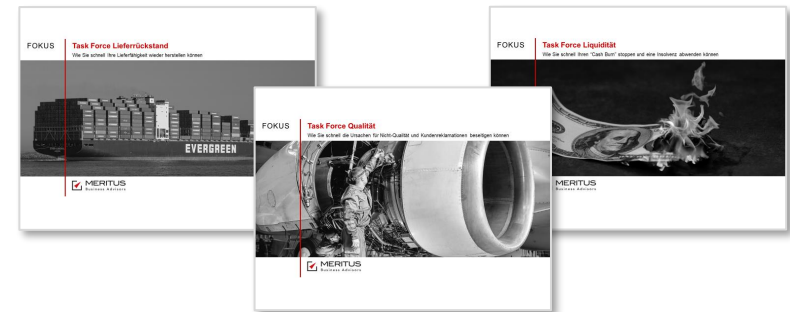 FOKUS
Task Force Lieferrückstand
Wie Sie schnell Ihre Lieferfähigkeit wieder herstellen können
EVERGREEN
MERITUS
Business Advisors
FOKUS
Task Force Qualität
Wie Sie schnell die Ursachen für Nicht-Qualität und Kundenreklamationen beseitigen können
MERITUS
Business Advisors
FOKUS
Task Force Liquidität
Wie Sie schnell Ihren "Cash Burn" stoppen und eine Insolvenz abwenden können
MERITUS
Business Advisors